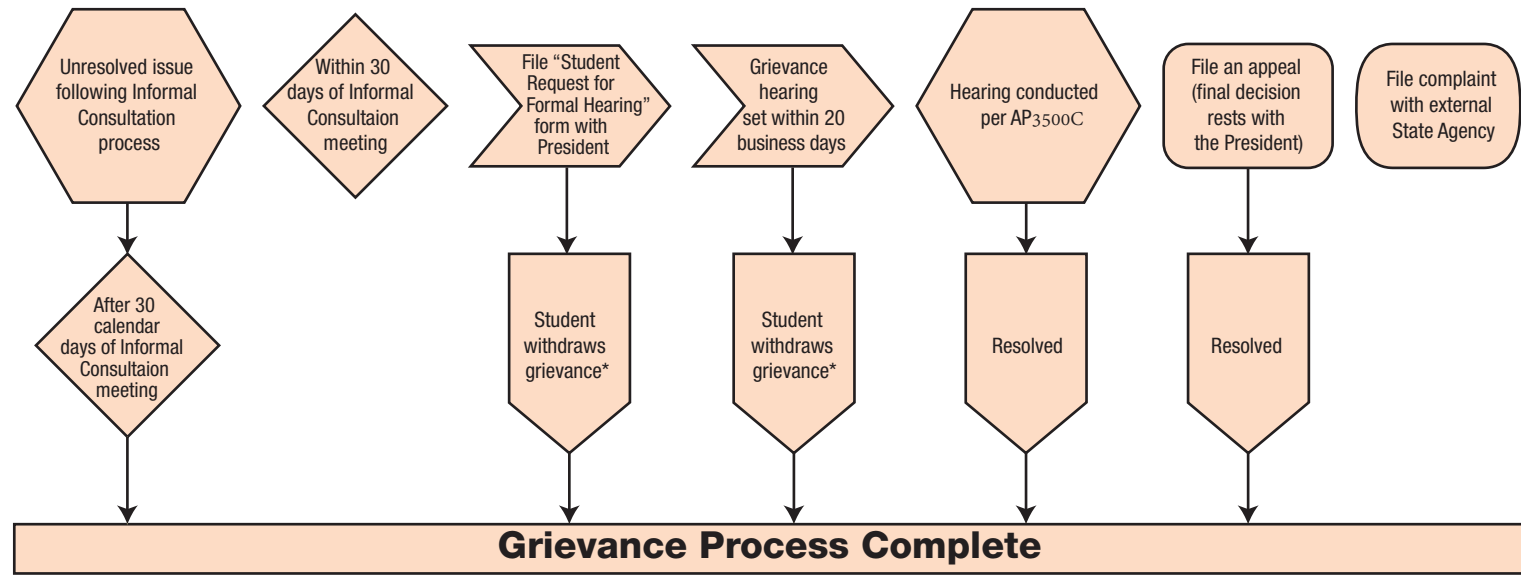 Unresolved issue
following Informal
Consultation
process
Within 30
days of Informal
Consultaion
meeting
File “Student
Request for
Formal Hearing”
form with
President
Grievance
hearing
set within 20
business days
Hearing conducted
per AP3500C
File an appeal
(final decision
rests with
the President)
File complaint
with external
State Agency
After 30
calendar
days of Informal
Consultaion
meeting
Student
withdraws
grievance*
Student
withdraws
grievance*
Resolved
Resolved
Grievance Process Complete